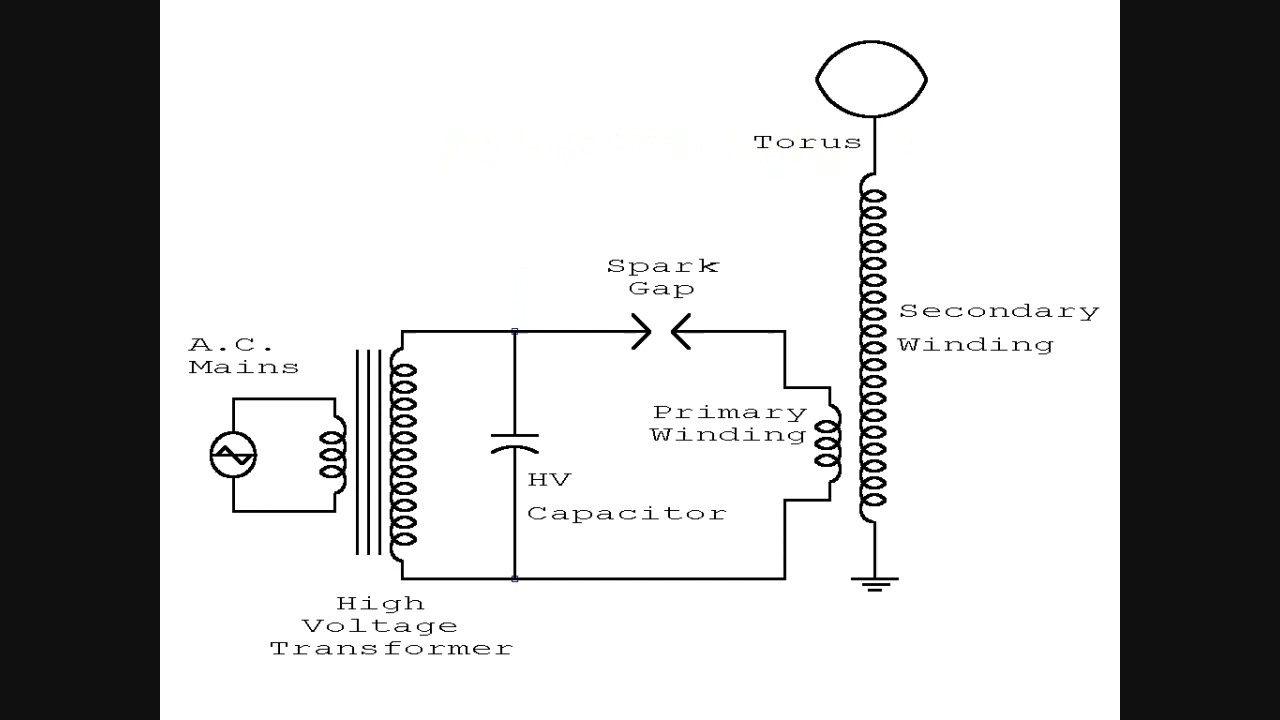 Torus
Spark
Gap
Secondary
Winding
A.C.
Mains
Primary
Winding
HV
Capacitor
High
Voltage
Transformer